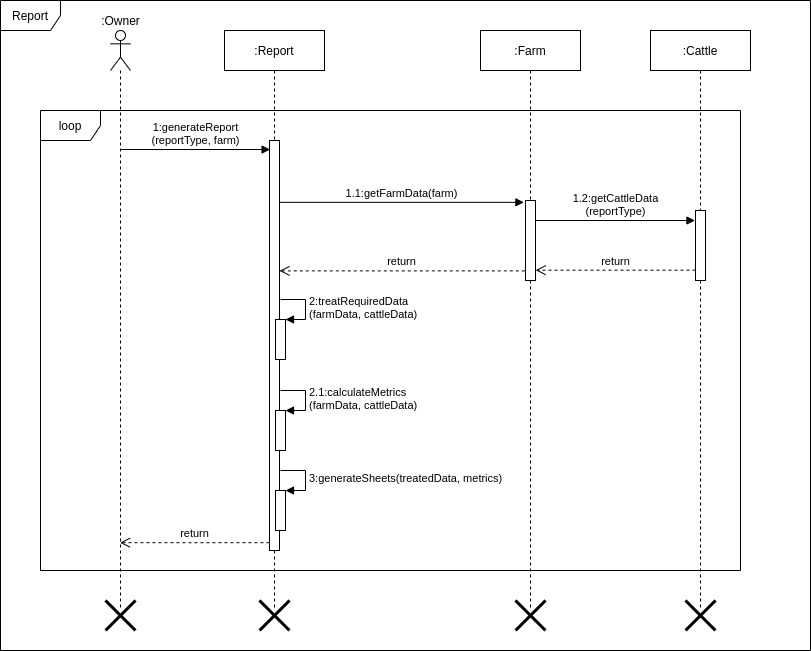 Report
:Owner
:Report
:Farm
:Cattle
loop
1:generateReport
(reportType, farm)
1.1:getFarmData(farm)
1.2:getCattleData
(reportType)
return
return
2:treatRequiredData
(farmData, cattleData)
2.1:calculateMetrics
(farmData, cattleData)
3:generateSheets(treatedData, metrics)
return